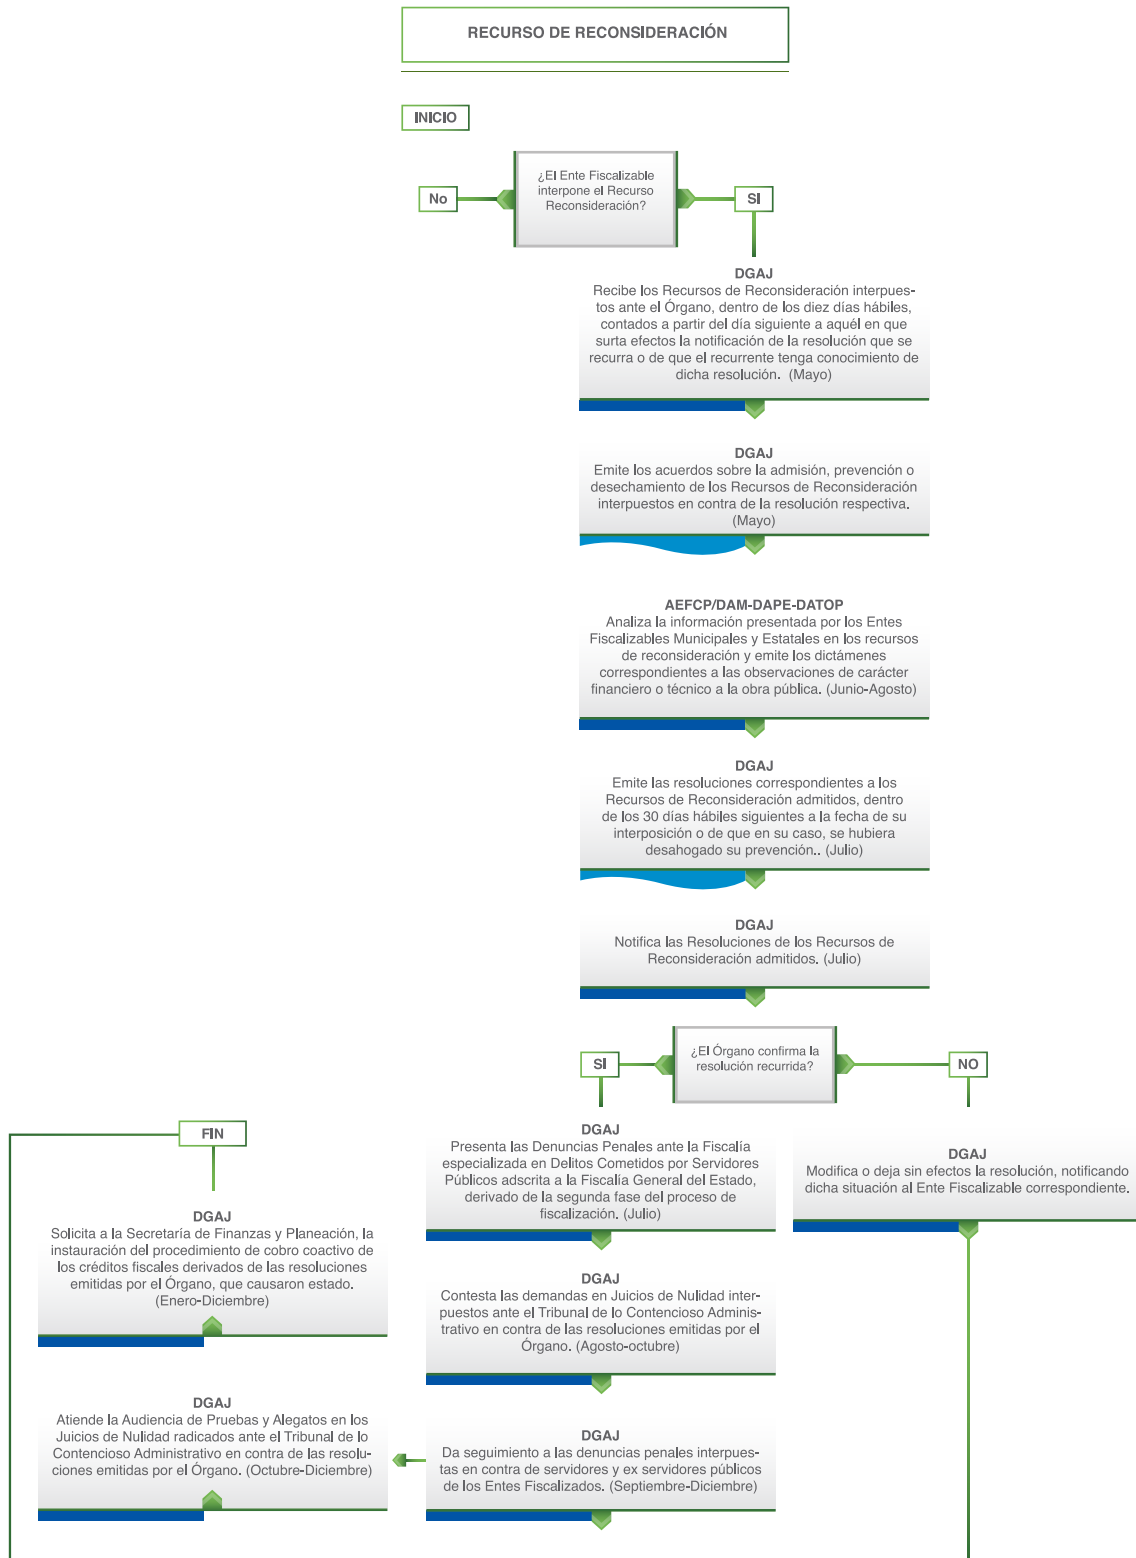 RECURSO DE RECONSIDERACIÓN
INICIO
¿El Ente Fiscalizable
interpone el Recurso
Reconsideración?
No
SI
DGAJ
Recibe los Recursos de Reconsideración interpues-
tos ante el Órgano, dentro de los diez días hábiles,
contados a partir del día siguiente a aquél en que
surta efectos la notificación de la resolución que se
recurra o de que el recurrente tenga conocimiento de
dicha resolución. (Mayo)
DGAJ
Emite los acuerdos sobre la admisión, prevención o
desechamiento de los Recursos de Reconsideración
interpuestos en contra de la resolución respectiva.
(Mayo)
AEFCP/DAM-DAPE-DATOP
Analiza la información presentada por los Entes
Fiscalizables Municipales y Estatales en los recursos
de reconsideración y emite los dictámenes
correspondientes a las observaciones de carácter
financiero o técnico a la obra pública. (Junio-Agosto)
DGAJ
Emite las resoluciones correspondientes a los
Recursos de Reconsideración admitidos, dentro
de los 30 días hábiles siguientes a la fecha de su
interposición o de que en su caso, se hubiera
desahogado su prevención.. (Julio)
DGAJ
Notifica las Resoluciones de los Recursos de
Reconsideración admitidos. (Julio)
¿El Órgano confirma la
resolución recurrida?
SI
NO
DGAJ
Presenta las Denuncias Penales ante la Fiscalía
especializada en Delitos Cometidos por Servidores
Públicos adscrita a la Fiscalía General del Estado,
derivado de la segunda fase del proceso de
fiscalización. (Julio)
DGAJ
Modifica o deja sin efectos la resolución, notificando
dicha situación al Ente Fiscalizable correspondiente.
FIN
DGAJ
Solicita a la Secretaría de Finanzas y Planeación, la
instauración del procedimiento de cobro coactivo de
los créditos fiscales derivados de las resoluciones
emitidas por el Órgano, que causaron estado.
(Enero-Diciembre)
DGAJ
Contesta las demandas en Juicios de Nulidad inter-
puestos ante el Tribunal de lo Contencioso Adminis-
trativo en contra de las resoluciones emitidas por el
Órgano. (Agosto-octubre)
DGAJ
Atiende la Audiencia de Pruebas y Alegatos en los
Juicios de Nulidad radicados ante el Tribunal de lo
Contencioso Administrativo en contra de las resolu-
ciones emitidas por el Órgano. (Octubre-Diciembre)
DGAJ
Da seguimiento a las denuncias penales interpues-
tas en contra de servidores y ex servidores públicos
de los Entes Fiscalizados. (Septiembre-Diciembre)